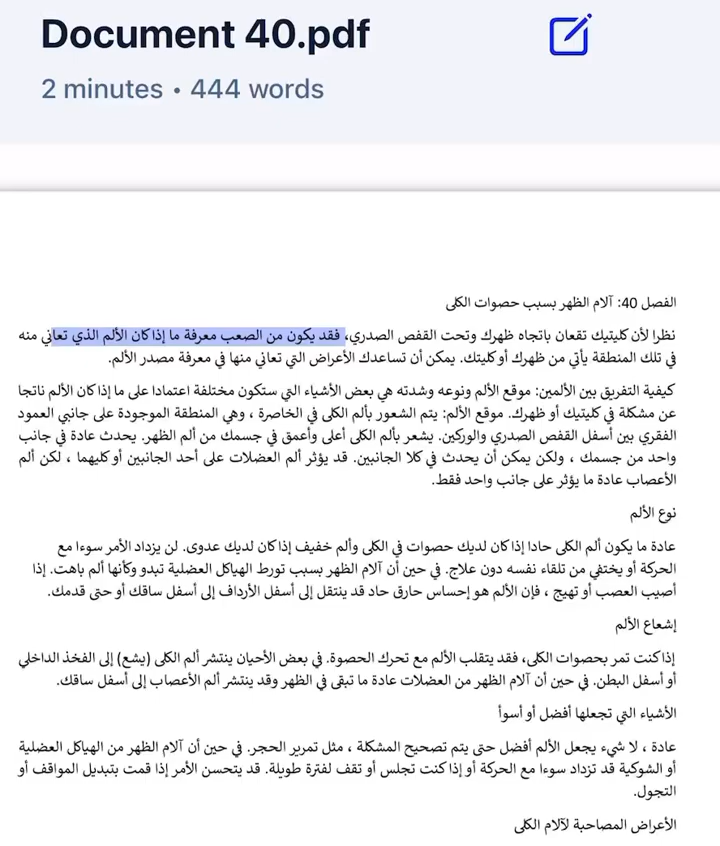 Document 40.pdf
2 minutes • 444 words
الفصل 40: آلام الظهر بسبب حصوات الكلى
نظرا لأن كليتيك تقعان باتجاه ظهرك وتحت القفص الصدري، فقد يكون من الصعب معرفة ما إذا كان الألم الذي تعاني منه
في تلك المنطقة يأتي من ظهرك أو كليتك. يمكن أن تساعدك الأعراض التي تعاني منها في معرفة مصدر الألم.
كيفية التفريق بين الألمين: موقع الألم ونوعه وشدته هي بعض الأشياء التي ستكون مختلفة اعتمادا على ما إذا كان الألم ناتجا
عن مشكلة في كليتيك أو ظهرك. موقع الألم: يتم الشعور بألم الكلى في الخاصرة ، وهي المنطقة الموجودة على جانبي العمود
الفقري بين أسفل القفص الصدري والوركين. يشعر بألم الكلى أعلى وأعمق في جسمك من ألم الظهر. يحدث عادة في جانب
واحد من جسمك ، ولكن يمكن أن يحدث في كلا الجانبين. قد يؤثر ألم العضلات على أحد الجانبين أو كليهما ، لكن ألم
الأعصاب عادة ما يؤثر على جانب واحد فقط.
نوع الألم
عادة ما يكون ألم الكلى حادا إذا كان لديك حصوات في الكلى وألم خفيف إذا كان لديك عدوى. لن يزداد الأمر سوءا مع
الحركة أو يختفي من تلقاء نفسه دون علاج. في حين أن آلام الظهر بسبب تورط الهياكل العضلية تبدو وكأنها ألم باهت. إذا
أصيب العصب أو تهيج ، فإن الألم هو إحساس حارق حاد قد ينتقل إلى أسفل الأرداف إلى أسفل ساقك أو حتى قدمك.
إشعاع الألم
إذا كنت تمر بحصوات الكلى، فقد يتقلب الألم مع تحرك الحصوة. في بعض الأحيان ينتشر ألم الكلى (يشع) إلى الفخذ الداخلي
أو أسفل البطن. في حين أن آلام الظهر من العضلات عادة ما تبقى في الظهر وقد ينتشر ألم الأعصاب إلى أسفل ساقك.
الأشياء التي تجعلها أفضل أو أسوأ
عادة ، لا شيء يجعل الألم أفضل حتى يتم تصحيح المشكلة ، مثل تمرير الحجر. في حين أن آلام الظهر من الهياكل العضلية
أو الشوكية قد تزداد سوءا مع الحركة أو إذا كنت تجلس أو تقف لفترة طويلة. قد يتحسن الأمر إذا قمت بتبديل المواقف أو
التجول.
الأعراض المصاحبة لآلام الكلى